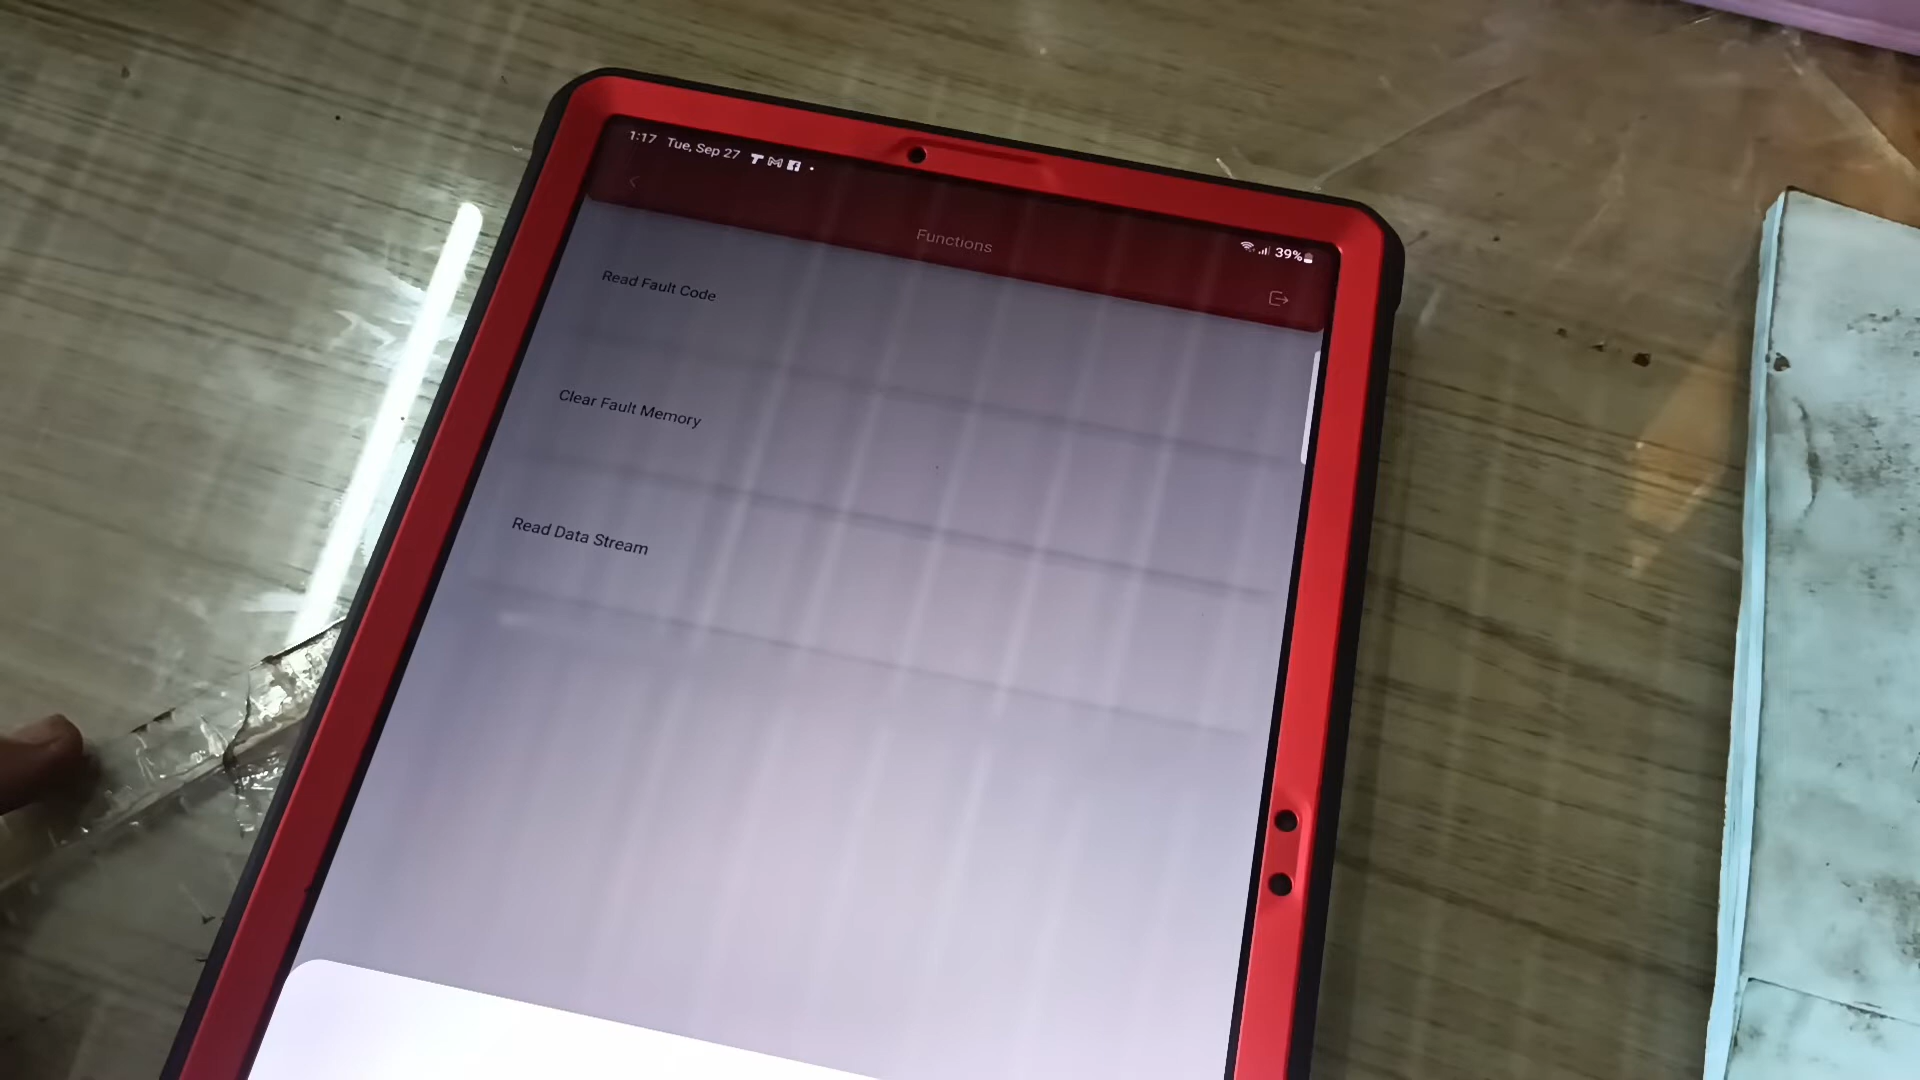 1:17 Tue, Sep 27
39%
Functions
Read Fault Code
Clear Fault Memory
Read Data Stream